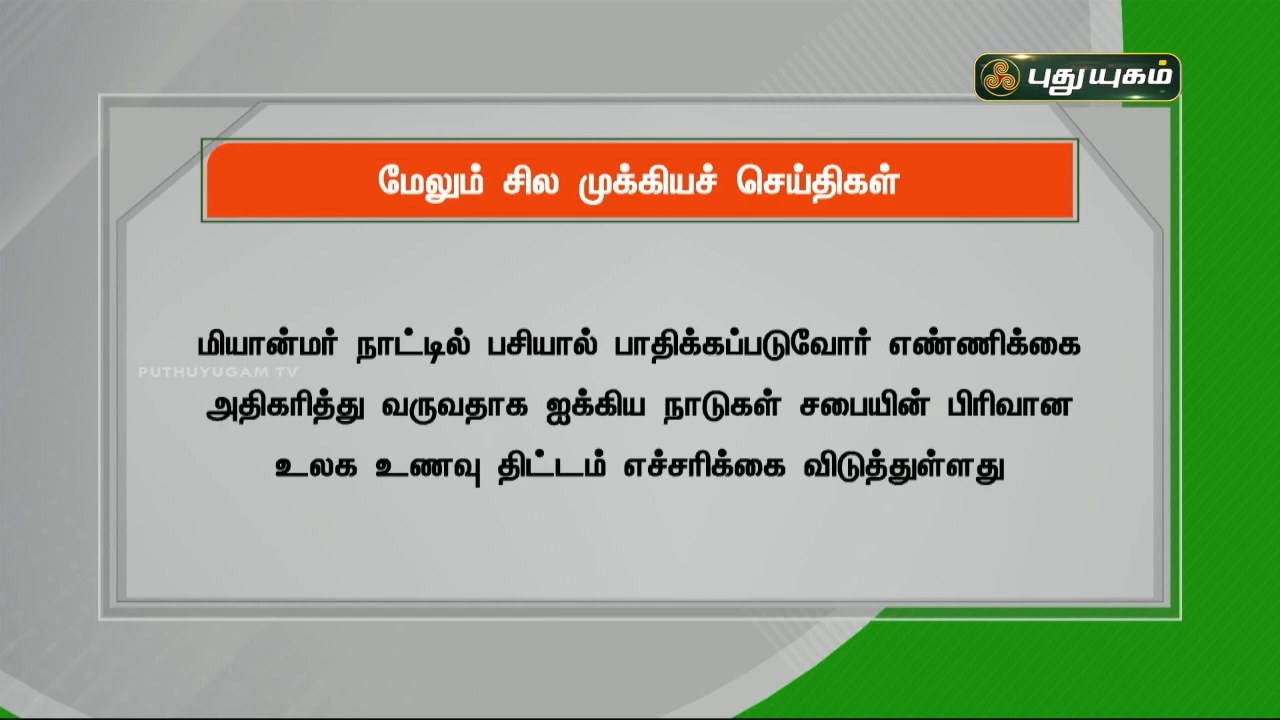 புதுயுகம்
மேலும் சில முக்கியச் செய்திகள்
மியான்மர் நாட்டில் பசியால் பாதிக்கப்படுவோர் எண்ணிக்கை
PUTHUYUGAM TV
அதிகரித்து வருவதாக ஐக்கிய நாடுகள் சபையின் பிரிவான
உலக உணவு திட்டம் எச்சரிக்கை விடுத்துள்ளது